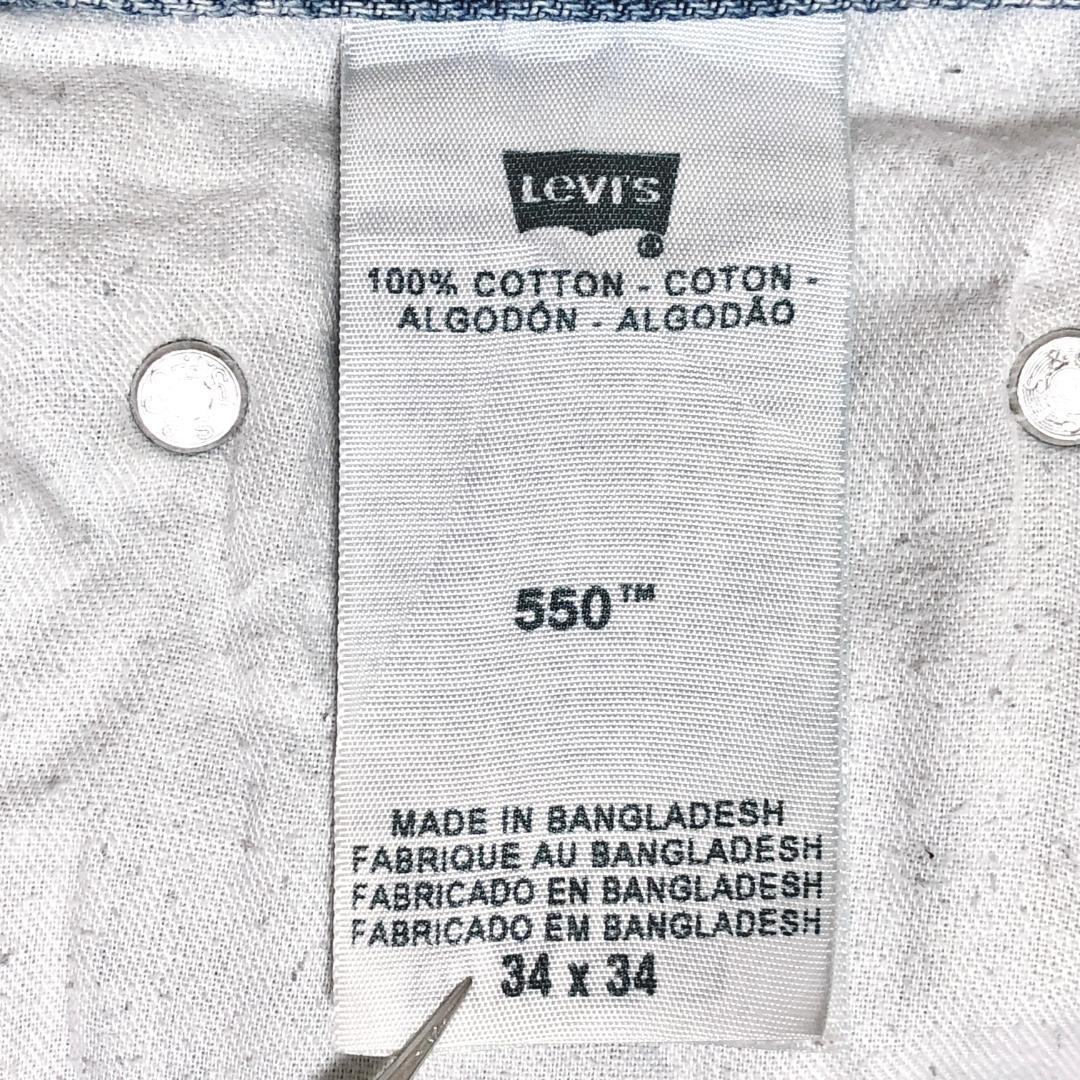 LEVI'S
100% COTTON - COTON -
ALGODÓN - ALGODÃO
550™
MADE IN BANGLADESH
FABRIQUE AU BANGLADESH
FABRICADO EN BANGLADESH
FABRICADO EM BANGLADESH
34 x 34